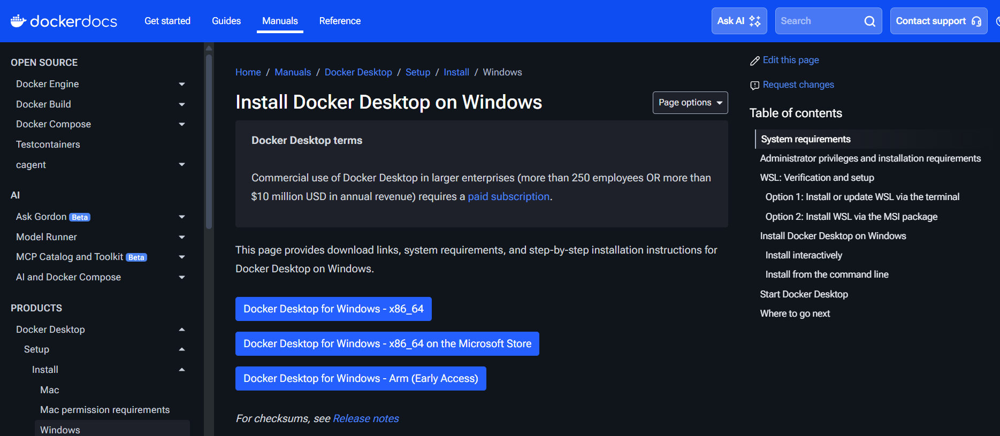 dockerdocs
Get started
Guides
Manuals
Reference
Ask AI
Search
Contact support
OPEN SOURCE
Docker Engine
Docker Build
Docker Compose
Testcontainers
cagent
AI
Ask Gordon Beta
Model Runner
MCP Catalog and Toolkit Beta
AI and Docker Compose
PRODUCTS
Docker Desktop
Setup
Install
Mac
Mac permission requirements
Windows
Home / Manuals / Docker Desktop / Setup / Install / Windows
Install Docker Desktop on Windows
Page options
Docker Desktop terms
Commercial use of Docker Desktop in larger enterprises (more than 250 employees OR more than
$10 million USD in annual revenue) requires a paid subscription.
This page provides download links, system requirements, and step-by-step installation instructions for
Docker Desktop on Windows.
Docker Desktop for Windows - x86_64
Docker Desktop for Windows - x86_64 on the Microsoft Store
Docker Desktop for Windows - Arm (Early Access)
For checksums, see Release notes
Edit this page
Request changes
Table of contents
System requirements
Administrator privileges and installation requirements
WSL: Verification and setup
Option 1: Install or update WSL via the terminal
Option 2: Install WSL via the MSI package
Install Docker Desktop on Windows
Install interactively
Install from the command line
Start Docker Desktop
Where to go next